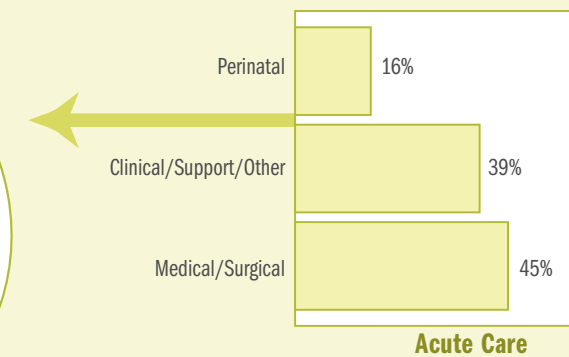 Perinatal 16%
Clinical/Support/Other 39%
Medical/Surgical 45%
Acute Care